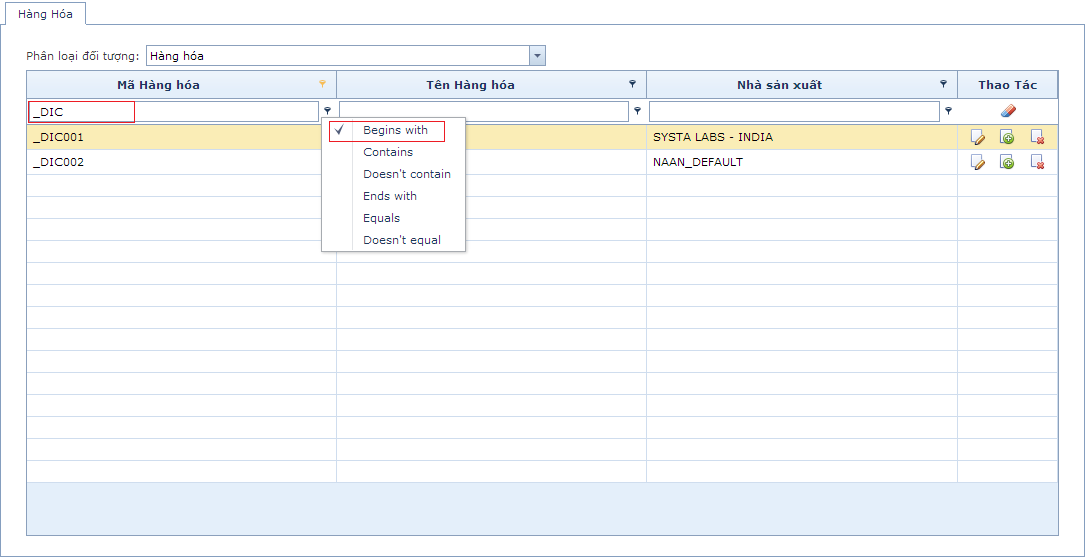 Hàng Hóa
Phân loại đối tượng: Hàng hóa
Mã Hàng hóa Tên Hàng hóa Nhà sản xuất Thao Tác
_DIC
_DIC001 SYSTA LABS - INDIA
_DIC002 NAAN_DEFAULT
Begins with
Contains
Doesn't contain
Ends with
Equals
Doesn't equal